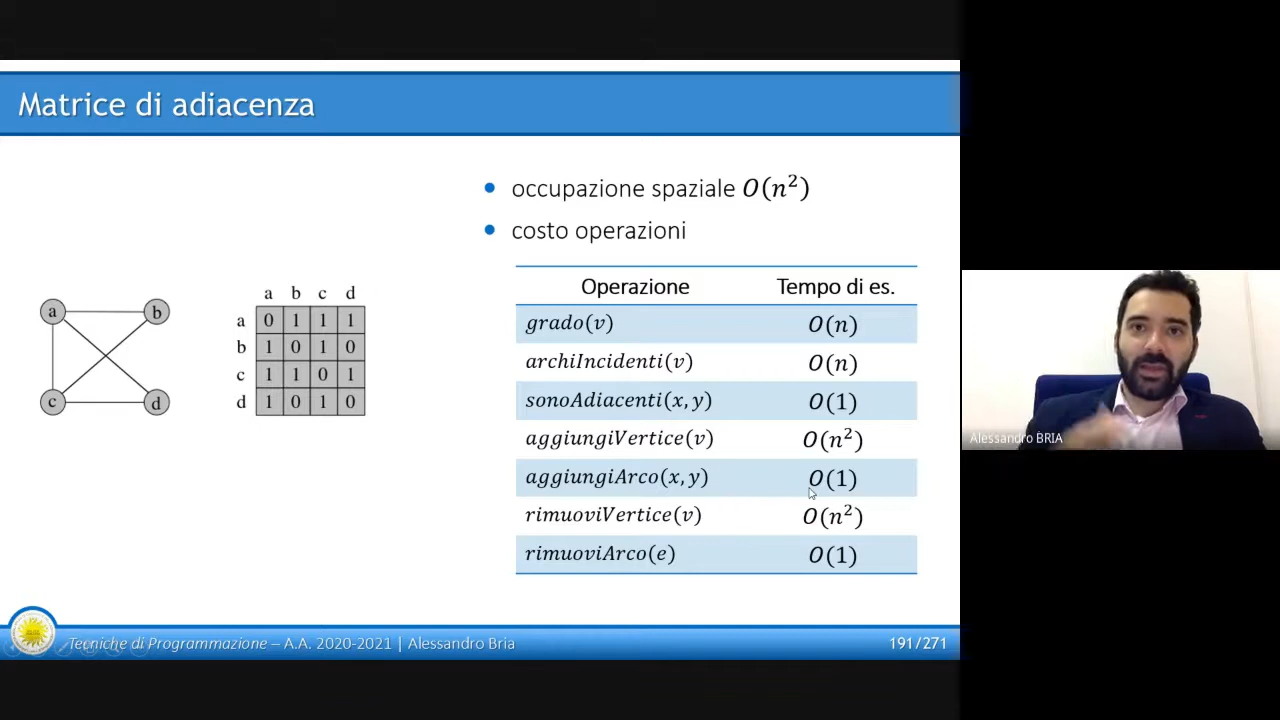 Matrice di adiacenza
• occupazione spaziale O(n²)
• costo operazioni
a b
c d
a b c d
a 0 1 1 1
b 1 0 1 0
c 1 1 0 1
d 1 0 1 0
Operazione Tempo di es.
grado(v) O(n)
archiIncidenti(v) O(n)
sonoAdiacenti(x, y) O(1)
aggiungiVertice(v) O(n²)
aggiungiArco(x, y) O(1)
rimuoviVertice(v) O(n²)
rimuoviArco(e) O(1)
Alessandro BRIA
Tecniche di Programmazione – A.A. 2020-2021 | Alessandro Bria
191/271